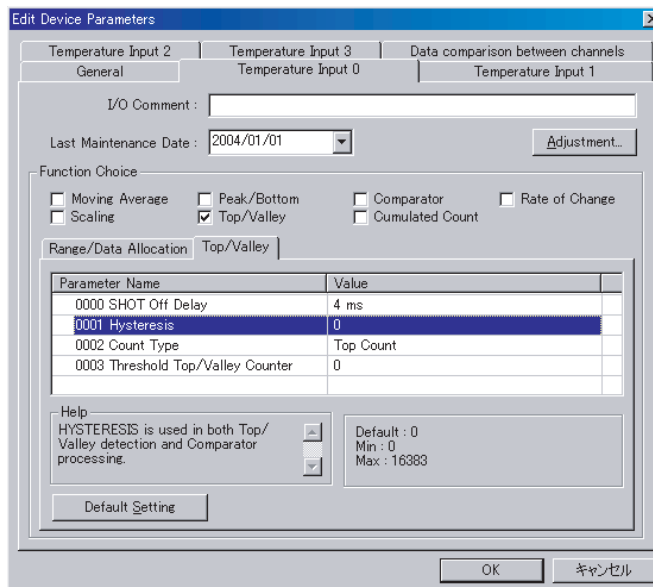 Edit Device Parameters
Temperature Input 2 Temperature Input 3 Data comparison between channels
General Temperature Input 0 Temperature Input 1
I/O Comment :
Last Maintenance Date : 2004/01/01 Adjustment...
Function Choice
Moving Average Peak/Bottom Comparator Rate of Change
Scaling Top/Valley Cumulated Count
Range/Data Allocation Top/Valley
Parameter Name Value
0000 SHOT Off Delay 4 ms
0001 Hysteresis 0
0002 Count Type Top Count
0003 Threshold Top/Valley Counter 0
Help
HYSTERESIS is used in both Top/
Valley detection and Comparator
processing.
Default : 0
Min : 0
Max : 16383
Default Setting
OK キャンセル